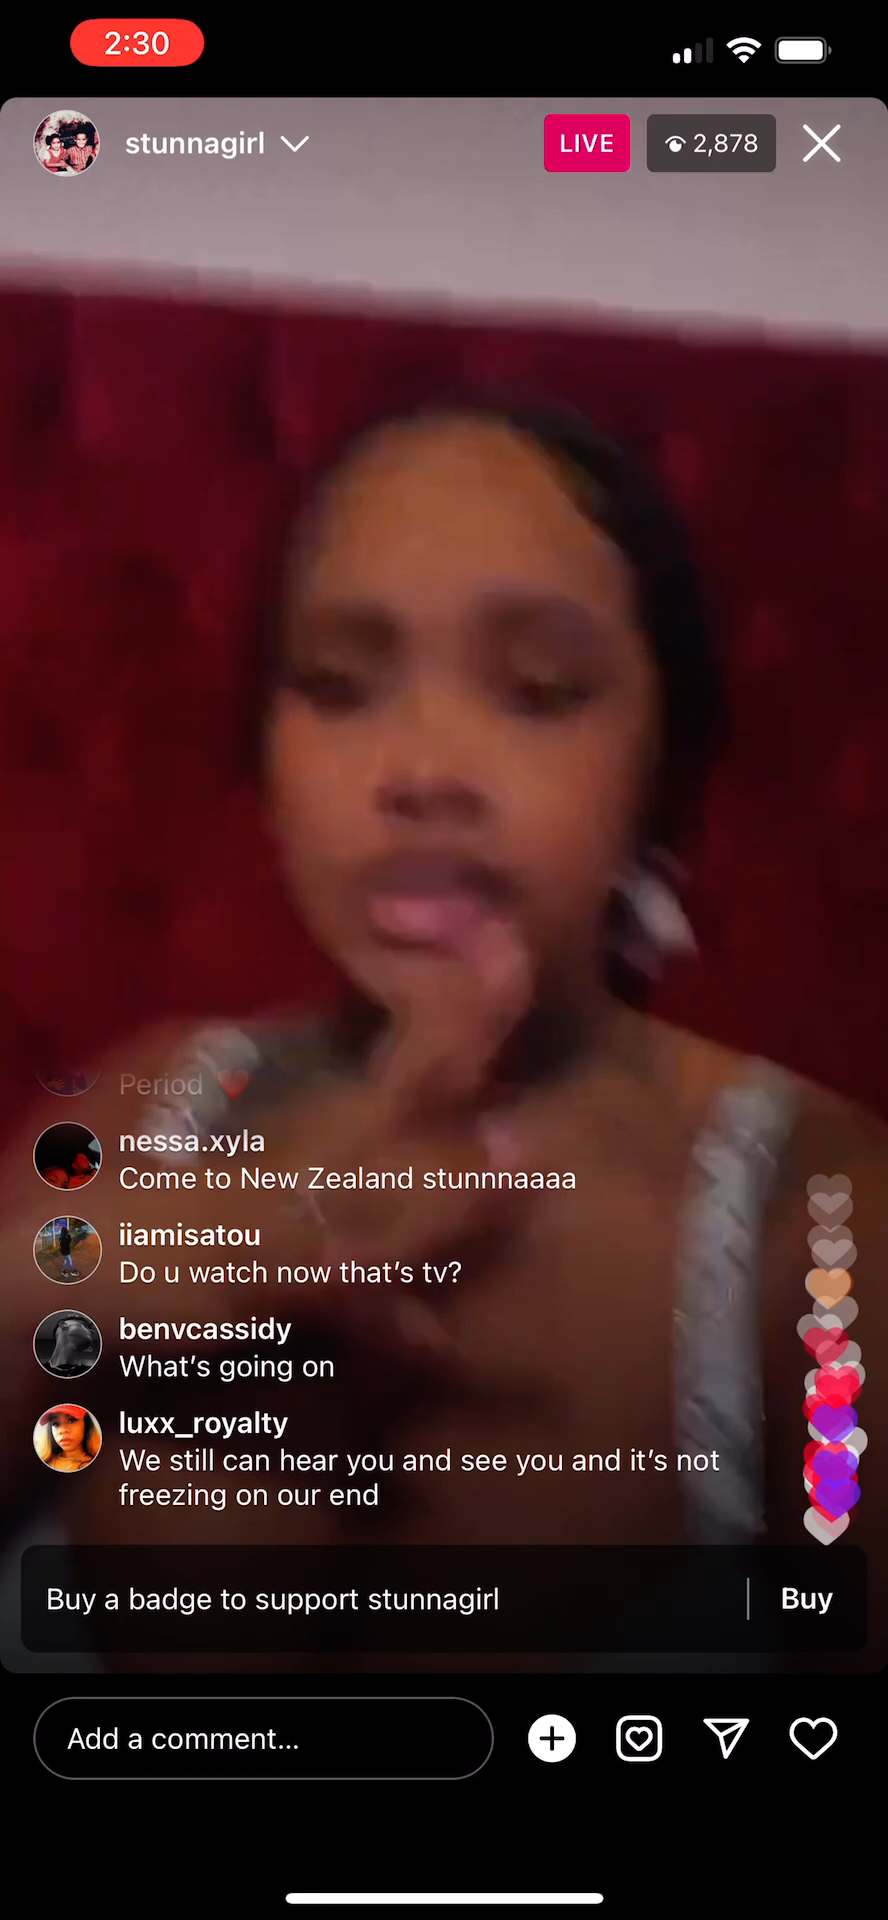 2:30
stunnagirl
LIVE
2,878
Period ❤️
nessa.xyla
Come to New Zealand stunnnaaaa
iiamisatou
Do u watch now that’s tv?
benvcassidy
What’s going on
luxx_royalty
We still can hear you and see you and it’s not
freezing on our end
Buy a badge to support stunnagirl
Buy
Add a comment...